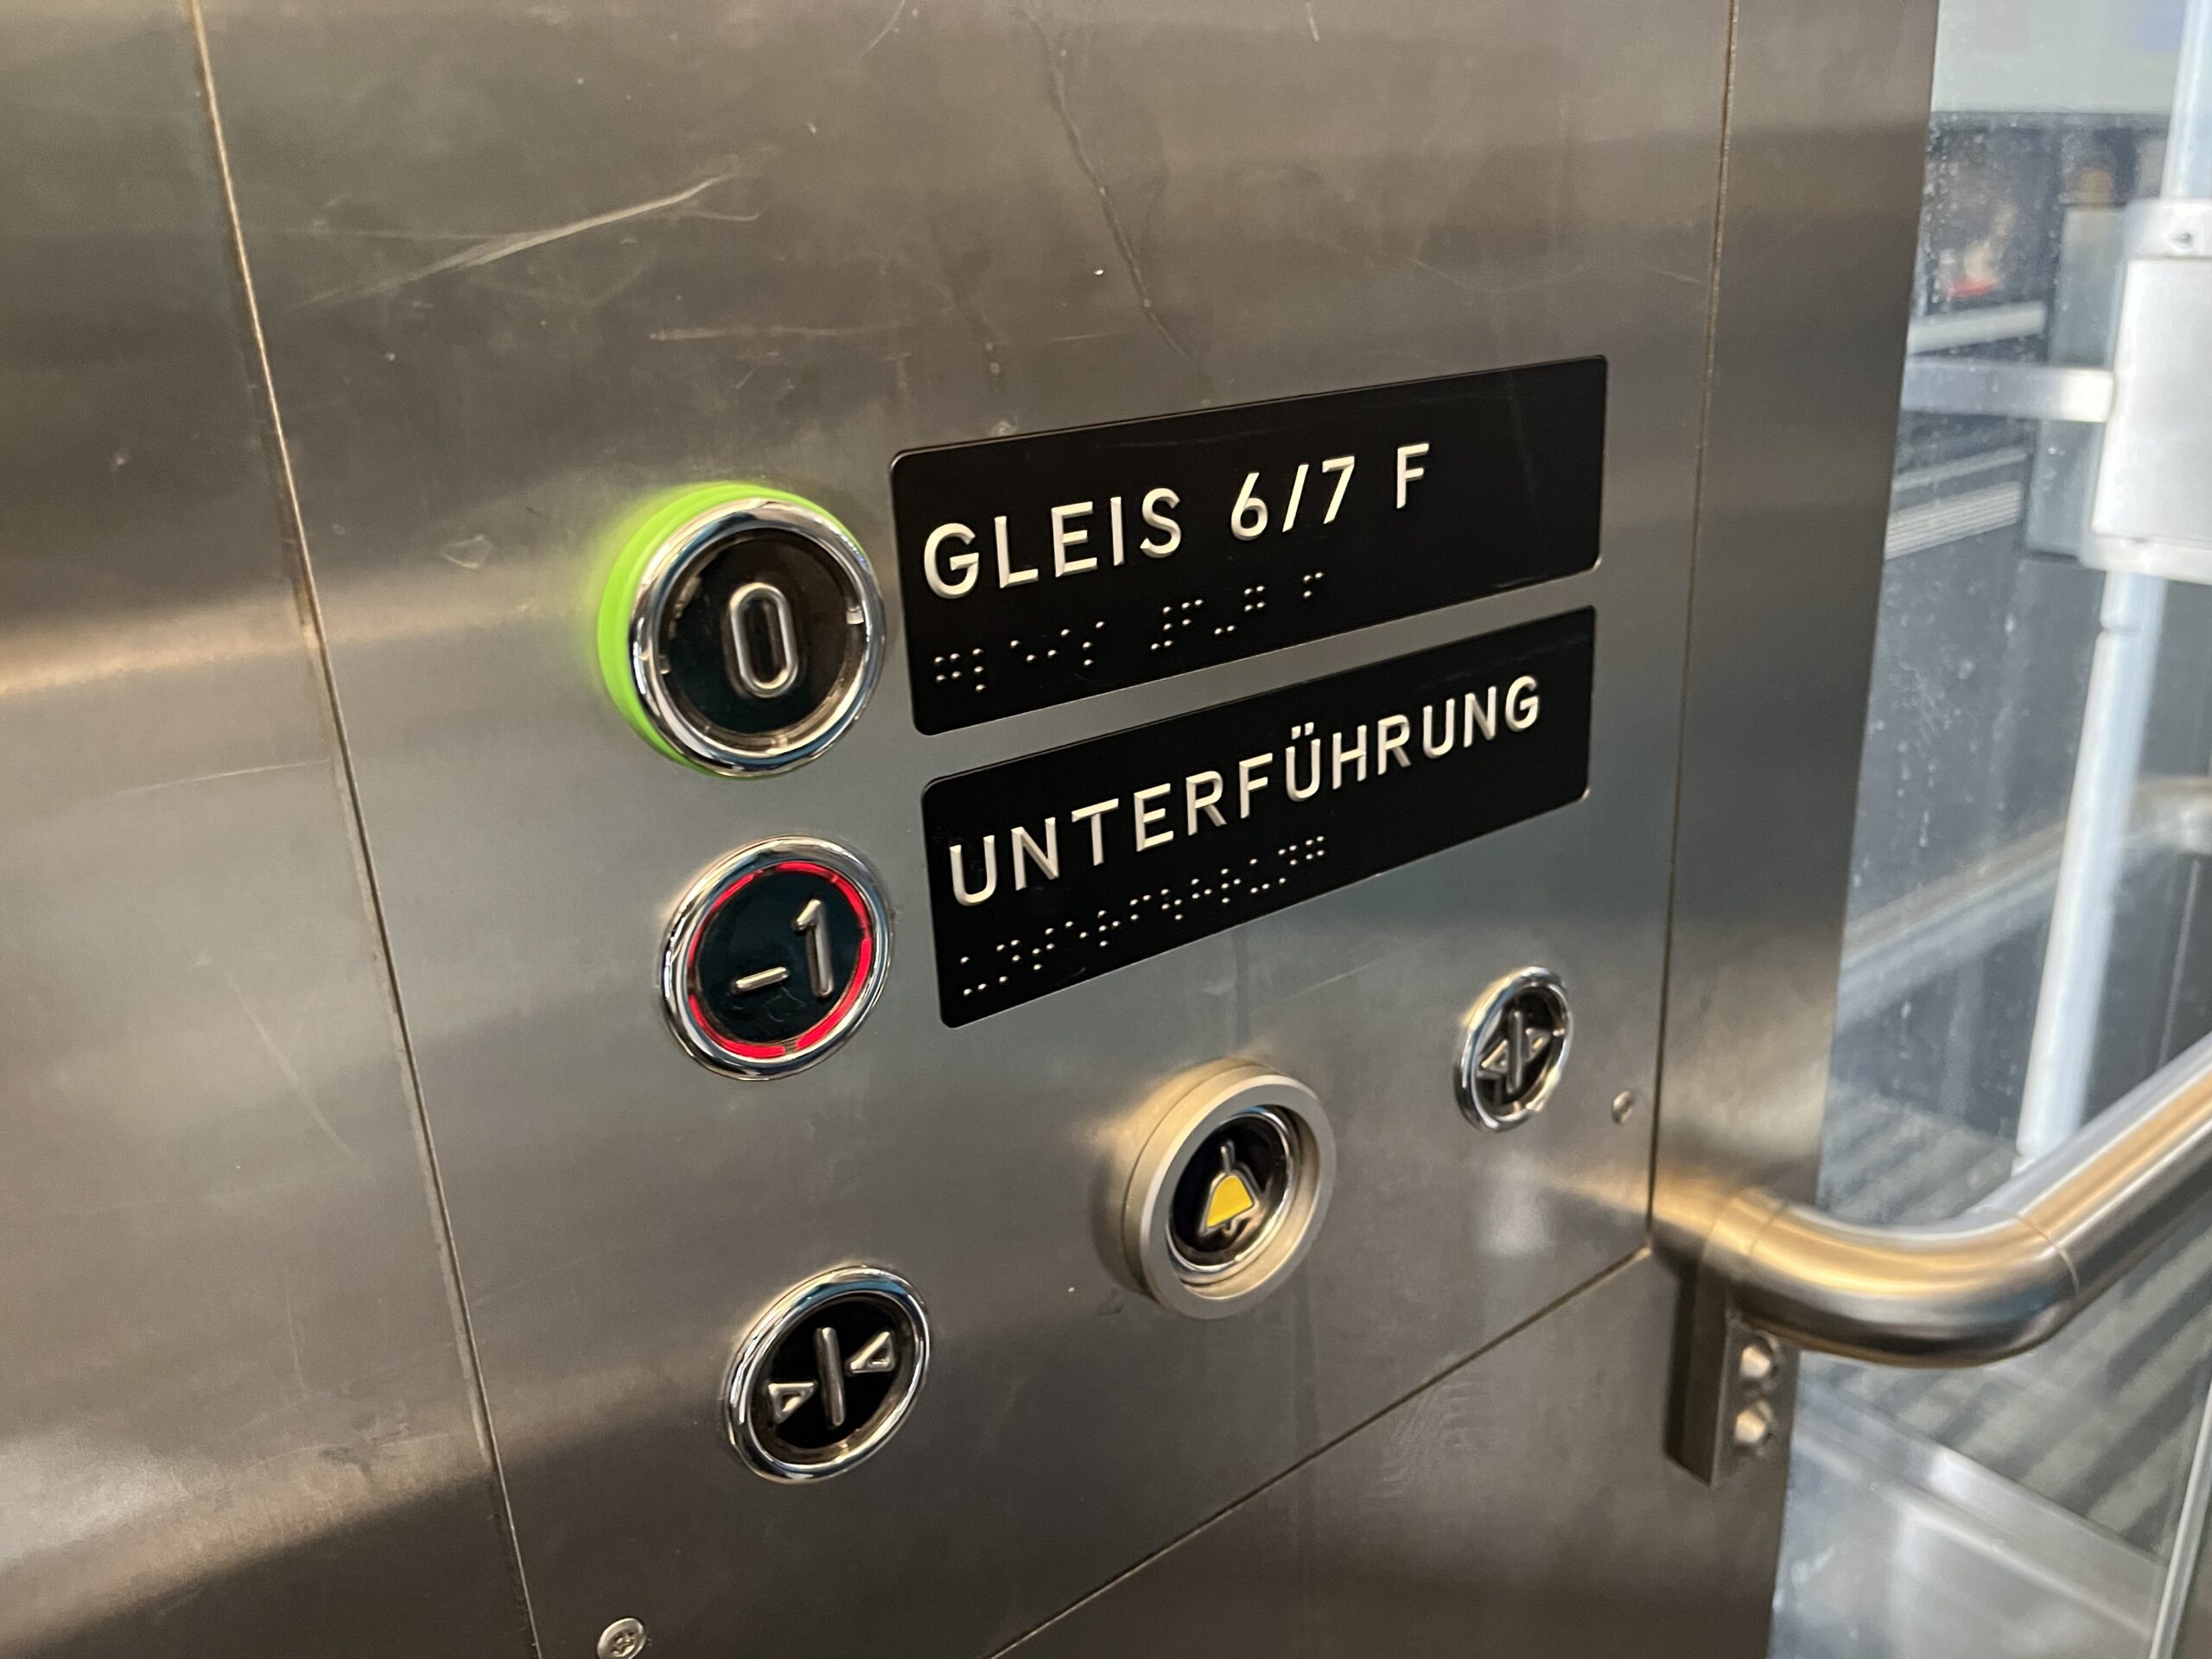 0
GLEIS 6/7 F
-1
UNTERFÜHRUNG